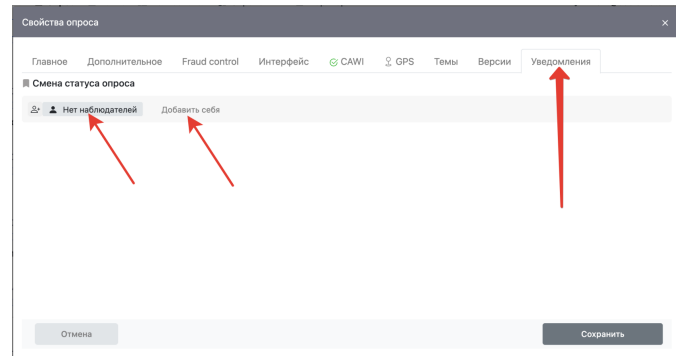 Свойства опроса ×
Главное Дополнительное Fraud control Интерфейс CAWI GPS Темы Версии Уведомления
Смена статуса опроса
Нет наблюдателей Добавить себя
Отмена Сохранить